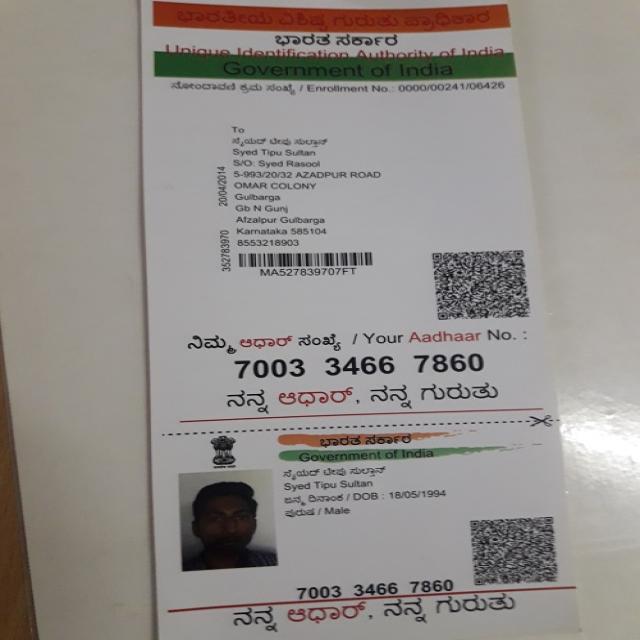 ಭಾರತೀಯ ವಿಶಿಷ್ಟ ಗುರುತು ಪ್ರಾಧಿಕಾರ
ಭಾರತ ಸರ್ಕಾರ
Unique Identification Authority of India
Government of India
ನೋಂದಾವಣಿ ಕ್ರಮ ಸಂಖ್ಯೆ / Enrollment No.: 0000/00241/06426
To
ಸೈಯದ್ ಟೀಪು ಸುಲ್ತಾನ್
Syed Tipu Sultan
S/O: Syed Rasool
5-993/20/32 AZADPUR ROAD
OMAR COLONY
Gulbarga
Gb N Gunj
Afzalpur Gulbarga
Karnataka 585104
8553218903
352783970 20/04/2014
MA527839707FT
ನಿಮ್ಮ ಆಧಾರ್ ಸಂಖ್ಯೆ / Your Aadhaar No. :
7003 3466 7860
ನನ್ನ ಆಧಾರ್, ನನ್ನ ಗುರುತು
ಭಾರತ ಸರ್ಕಾರ
Government of India
ಸೈಯದ್ ಟೀಪು ಸುಲ್ತಾನ್
Syed Tipu Sultan
ಜನ್ಮ ದಿನಾಂಕ / DOB : 18/05/1994
ಪುರುಷ / Male
7003 3466 7860
ನನ್ನ ಆಧಾರ್, ನನ್ನ ಗುರುತು